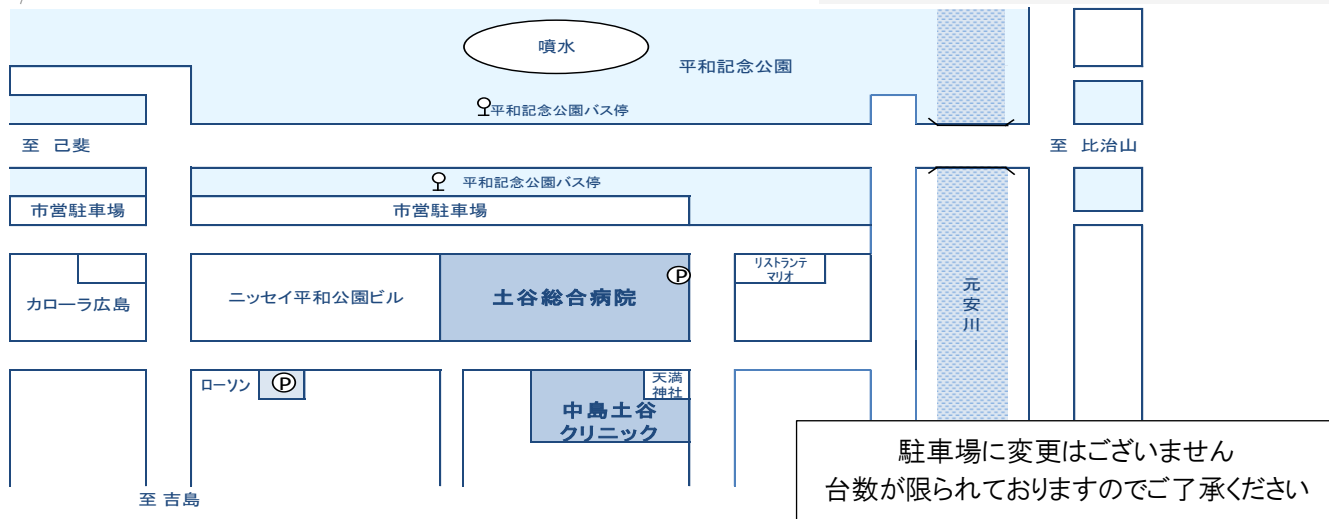 噴水
平和記念公園
平和記念公園バス停
至 己斐
至 比治山
平和記念公園バス停
市営駐車場
市営駐車場
カローラ広島
ニッセイ平和公園ビル
土谷総合病院
P
リストランテ
マリオ
元安川
ローソン
P
天満
神社
中島土谷
クリニック
至 吉島
駐車場に変更はございません
台数が限られておりますのでご了承ください